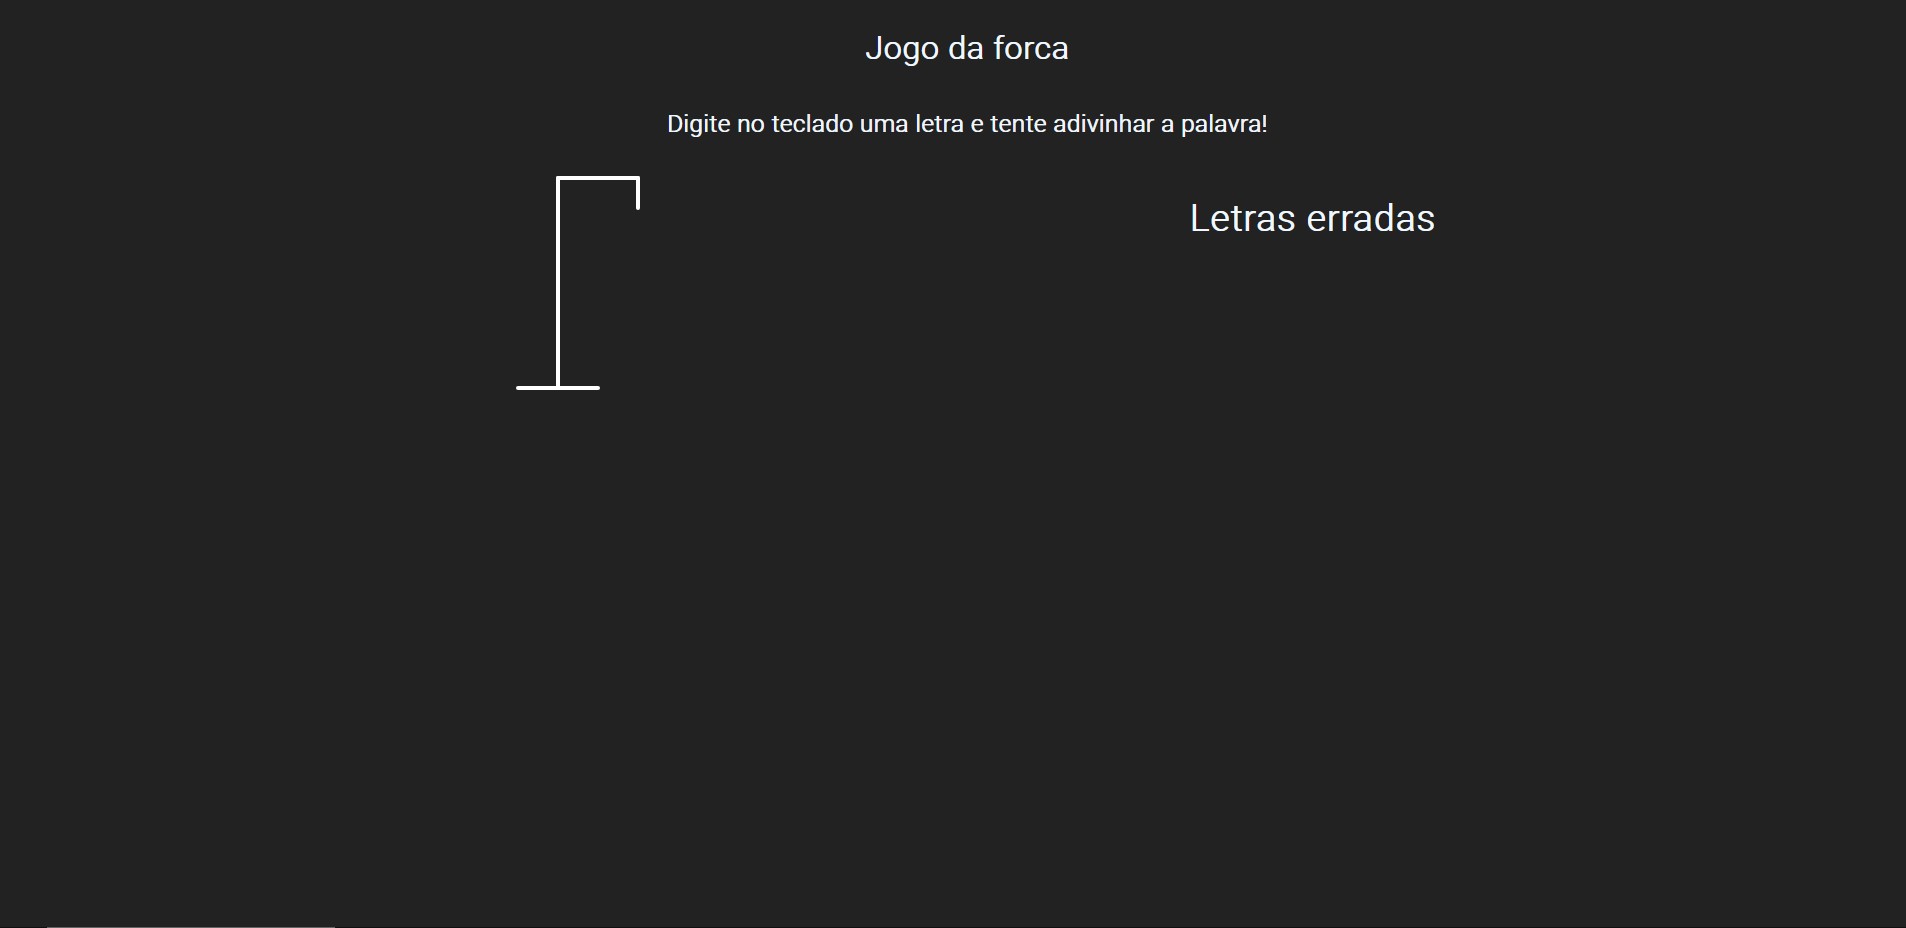 Jogo da forca
Digite no teclado uma letra e tente adivinhar a palavra!
Letras erradas